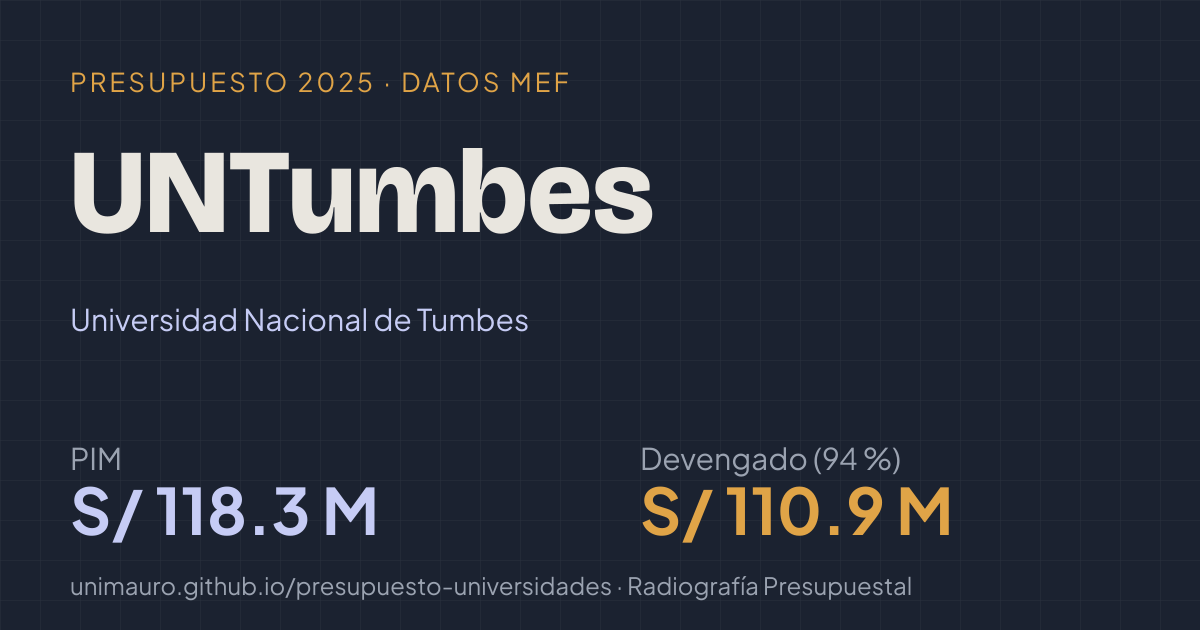 PRESUPUESTO 2025 · DATOS MEF
UNTumbes
Universidad Nacional de Tumbes
PIM
S/ 118.3 M
Devengado (94 %)
S/ 110.9 M
unimauro.github.io/presupuesto-universidades · Radiografía Presupuestal